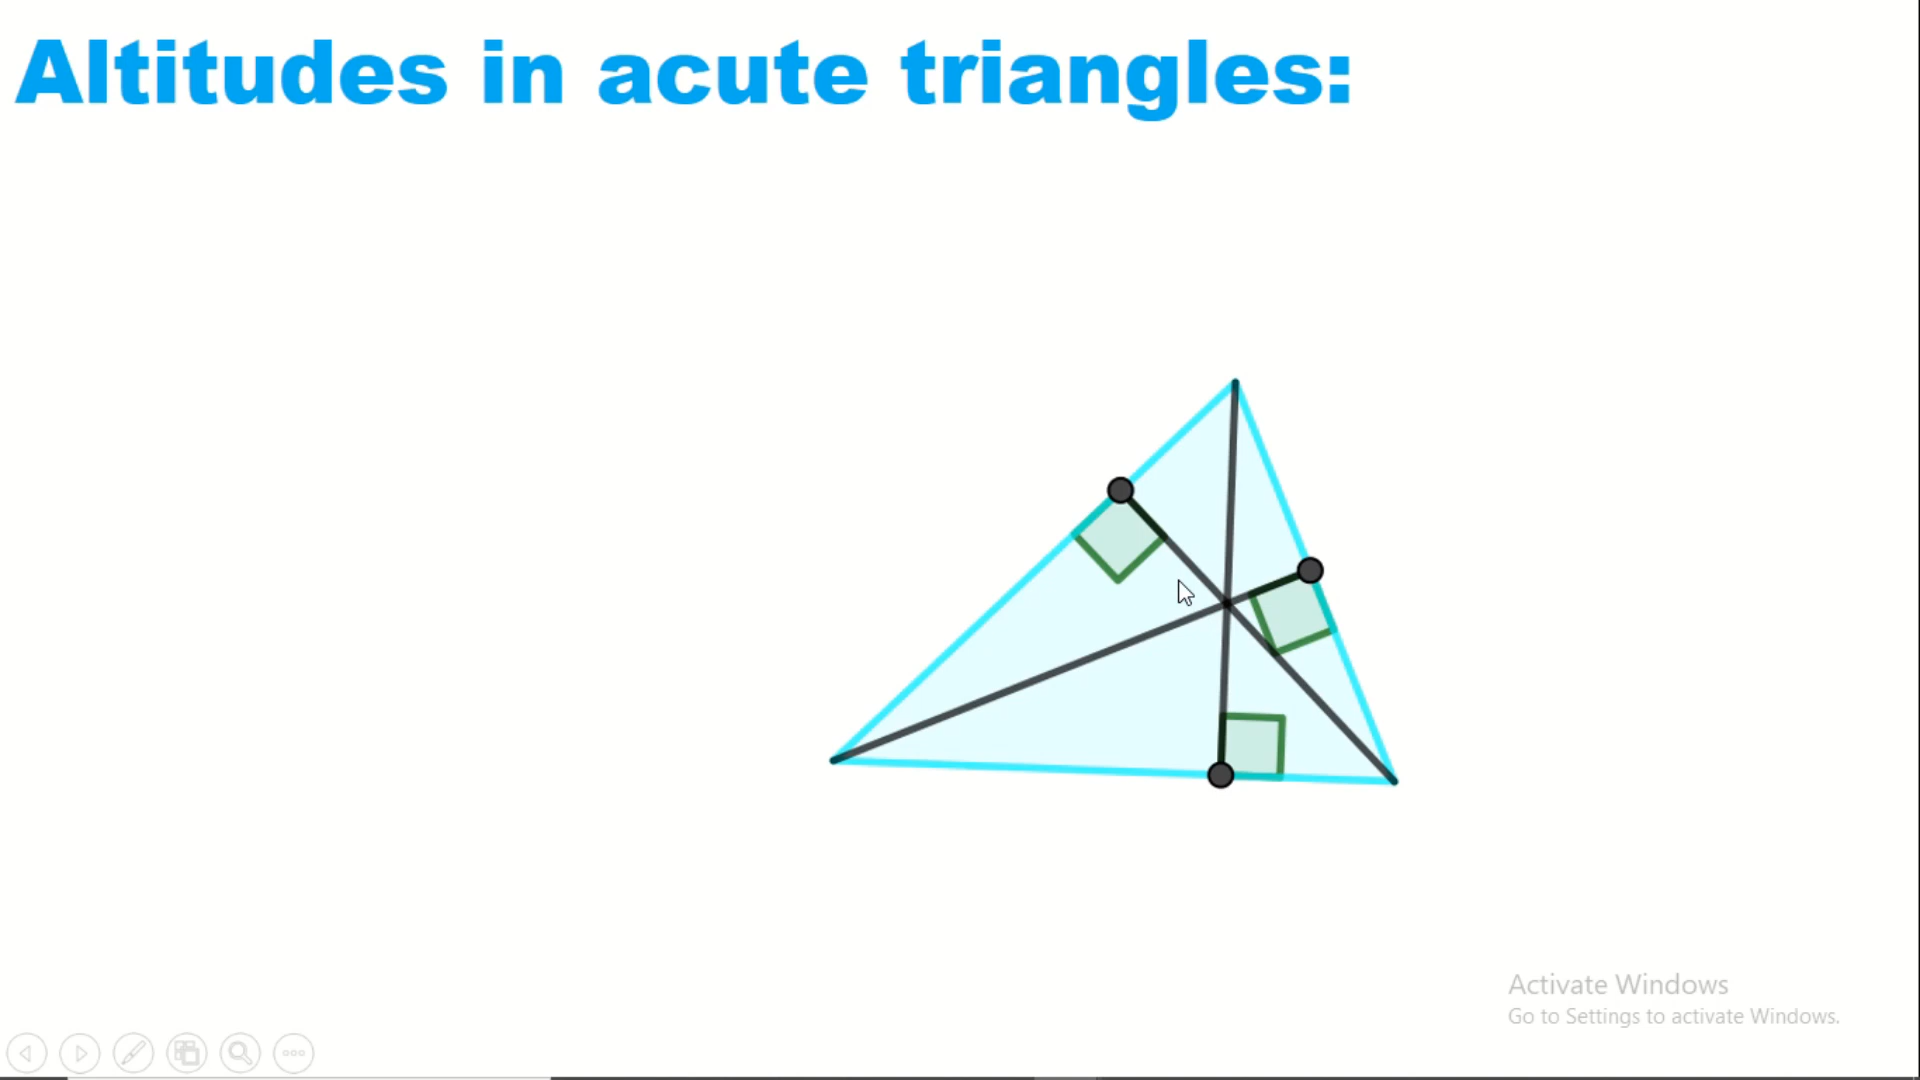 Altitudes in acute triangles:
Activate Windows
Go to Settings to activate Windows.